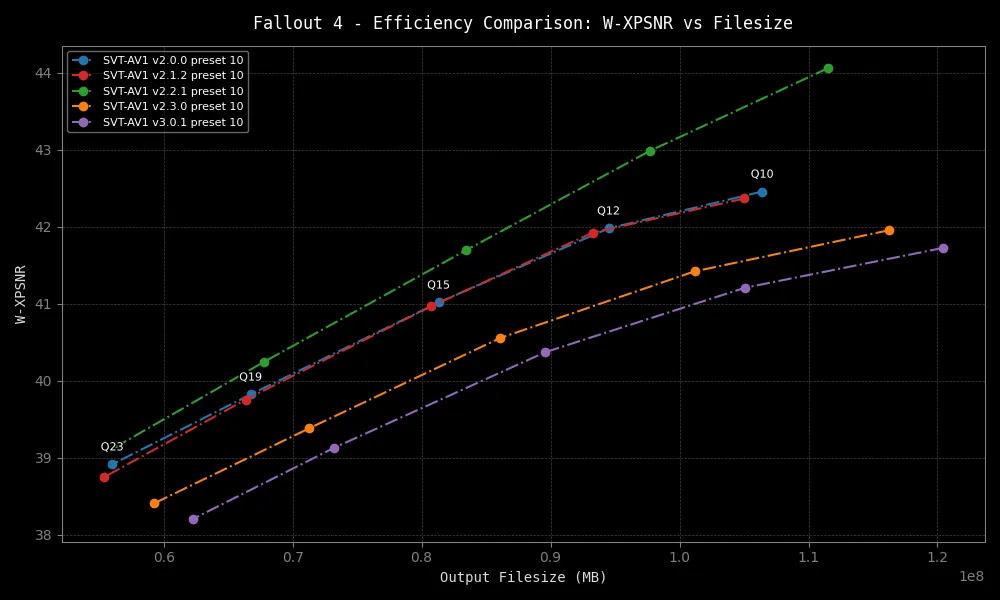 Fallout 4 - Efficiency Comparison: W-XPSNR vs Filesize
SVT-AV1 v2.0.0 preset 10
SVT-AV1 v2.1.2 preset 10
SVT-AV1 v2.2.1 preset 10
SVT-AV1 v2.3.0 preset 10
SVT-AV1 v3.0.1 preset 10
Q10
Q12
Q15
Q19
Q23
W-XPSNR
44
43
42
41
40
39
38
0.6 0.7 0.8 0.9 1.0 1.1 1.2
1e8
Output Filesize (MB)